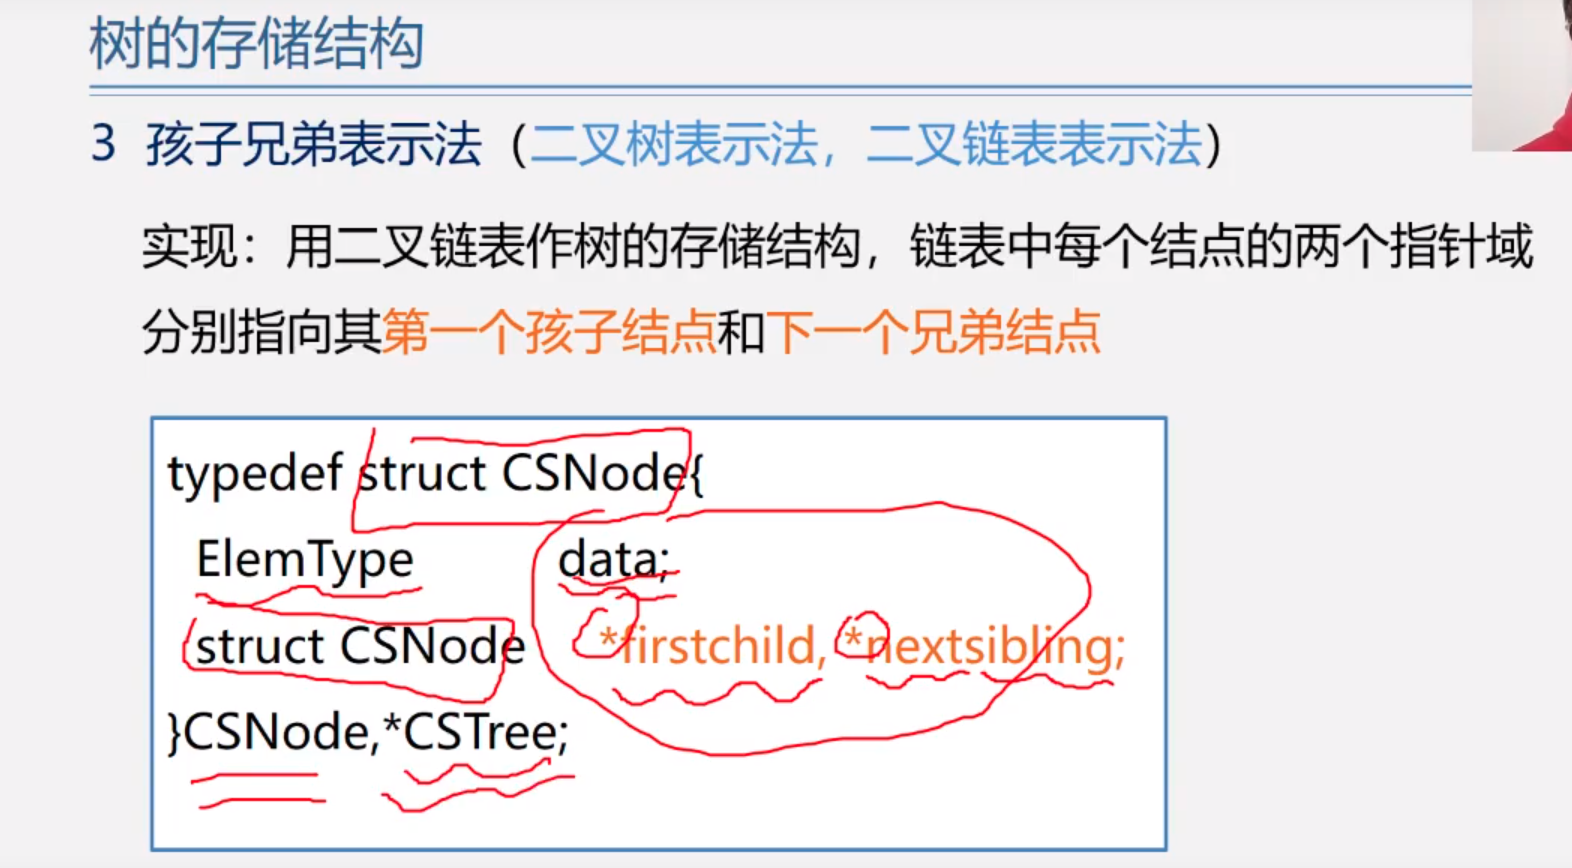 树的存储结构
3 孩子兄弟表示法（二叉树表示法，二叉链表表示法）
实现：用二叉链表作树的存储结构，链表中每个结点的两个指针域
分别指向其第一个孩子结点和下一个兄弟结点
typedef struct CSNode{
ElemType data;
struct CSNode *firstchild, *nextsibling;
}CSNode,*CSTree;